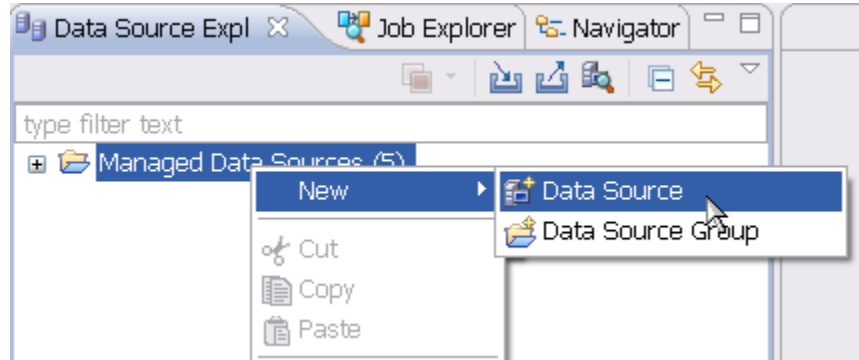 Data Source Expl Job Explorer Navigator
type filter text
Managed Data Sources (5)
New Data Source
Data Source Group
Cut
Copy
Paste